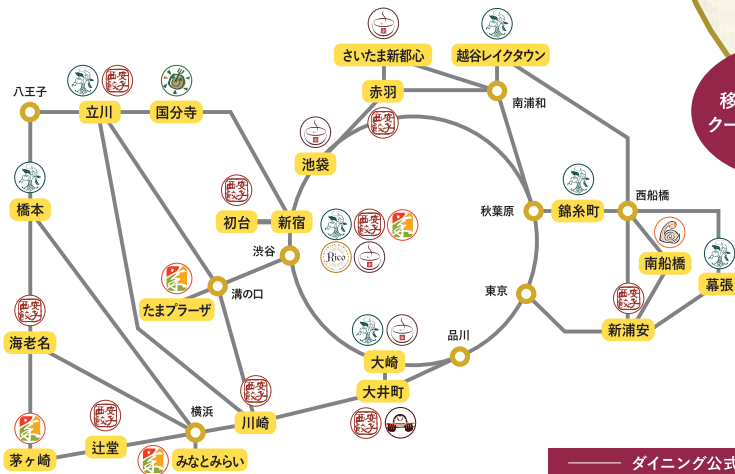 さいたま新都心
越谷レイクタウン
移
クー
八王子
立川
国分寺
赤羽
南浦和
池袋
橋本
初台
新宿
秋葉原
錦糸町
西船橋
渋谷
Rico
南船橋
幕張
溝の口
東京
たまプラーザ
新浦安
海老名
品川
大崎
大井町
横浜
川崎
茅ヶ崎
辻堂
みなとみらい
ダイニング公式